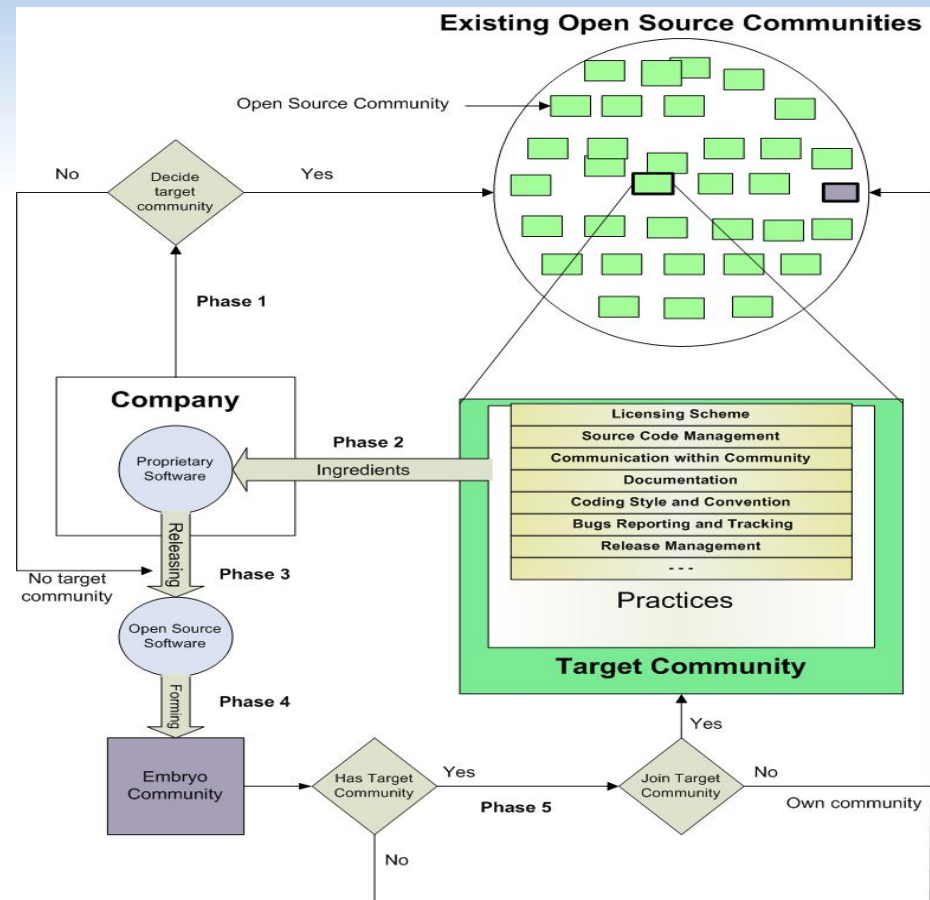 Existing Open Source Communities
Open Source Community
No
Decide
target
community
Yes
Phase 1
Company
Proprietary
Software
Phase 2
Ingredients
Licensing Scheme
Source Code Management
Communication within Community
Documentation
Coding Style and Convention
Bugs Reporting and Tracking
Release Management
- - -
Practices
Target Community
Releasing
Phase 3
No target
community
Open Source
Software
Forming
Phase 4
Embryo
Community
Has Target
Community
Yes
Phase 5
Join Target
Community
Yes
No
Own community
No